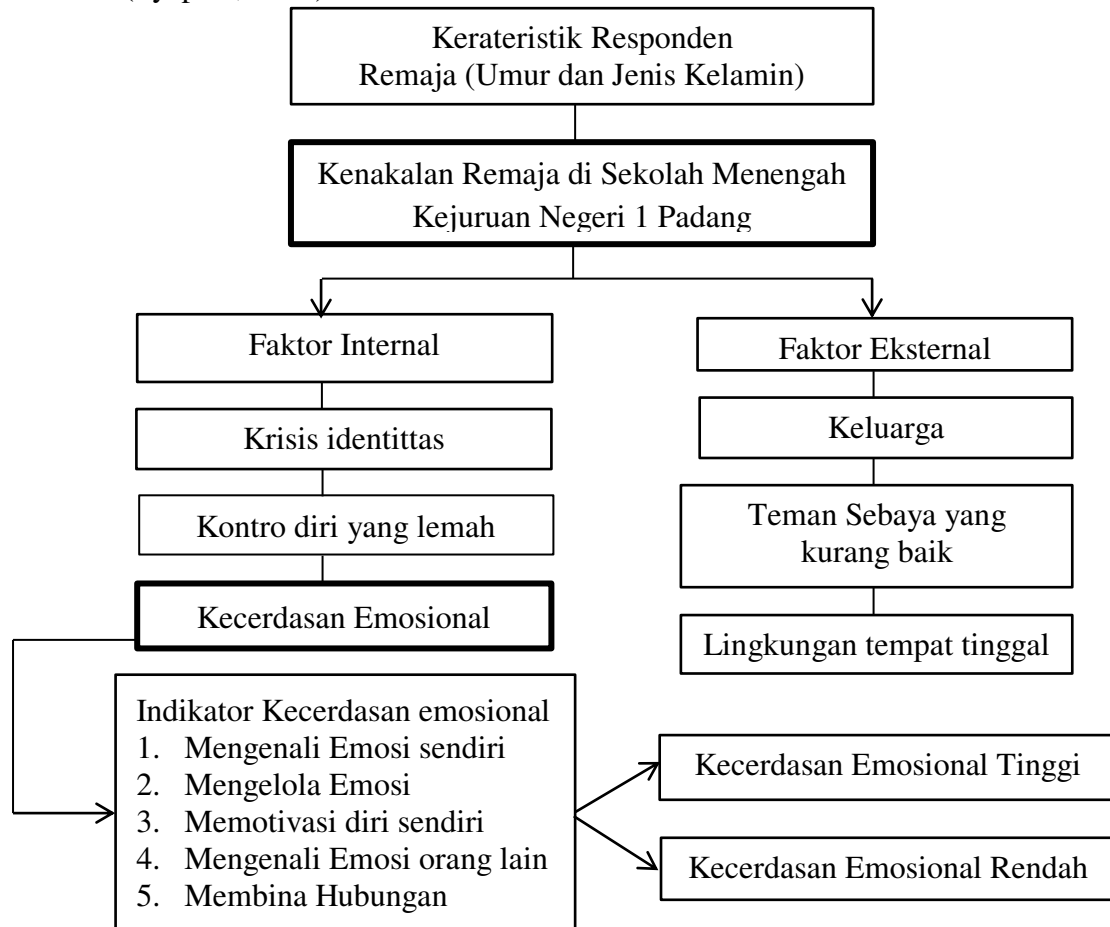 Kerateristik Responden
Remaja (Umur dan Jenis Kelamin)
Kenakalan Remaja di Sekolah Menengah
Kejuruan Negeri 1 Padang
Faktor Internal
Faktor Eksternal
Krisis identittas
Keluarga
Kontro diri yang lemah
Teman Sebaya yang
kurang baik
Kecerdasan Emosional
Lingkungan tempat tinggal
Indikator Kecerdasan emosional
1. Mengenali Emosi sendiri
2. Mengelola Emosi
3. Memotivasi diri sendiri
4. Mengenali Emosi orang lain
5. Membina Hubungan
Kecerdasan Emosional Tinggi
Kecerdasan Emosional Rendah